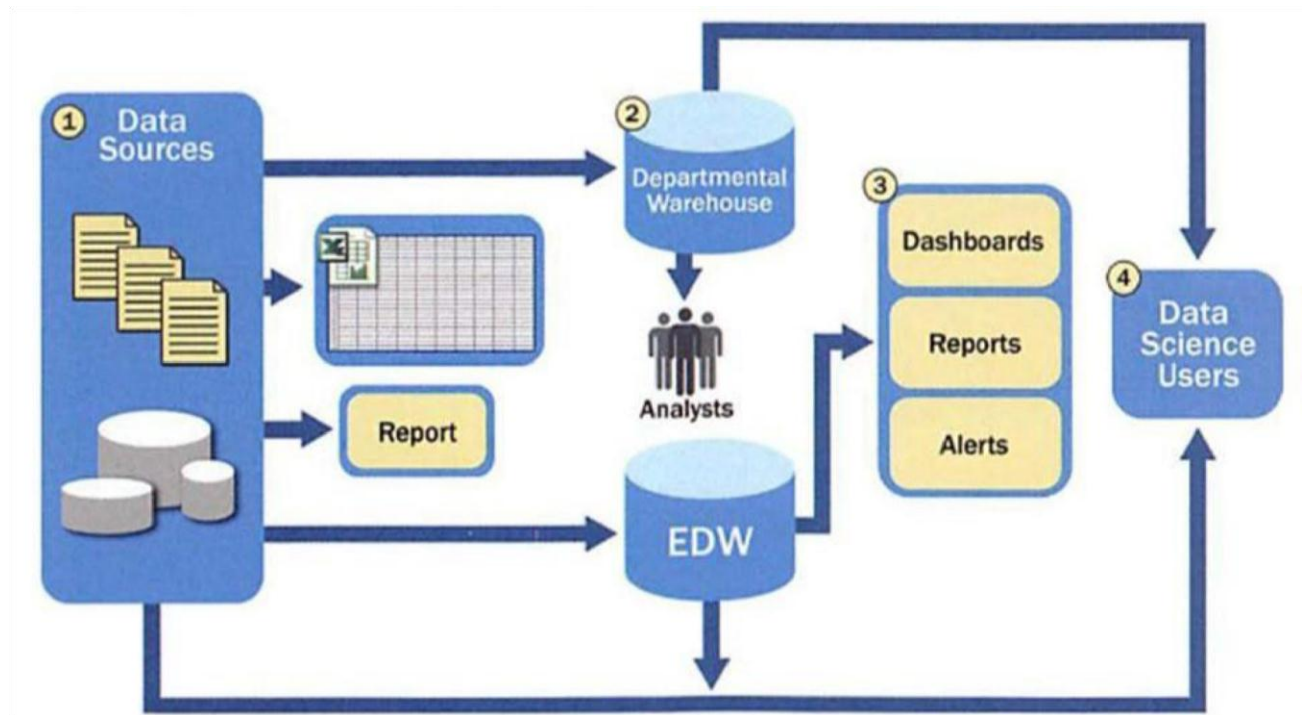 1
Data
Sources
2
Departmental
Warehouse
3
Dashboards
Reports
Alerts
4
Data
Science
Users
X
Report
Analysts
EDW